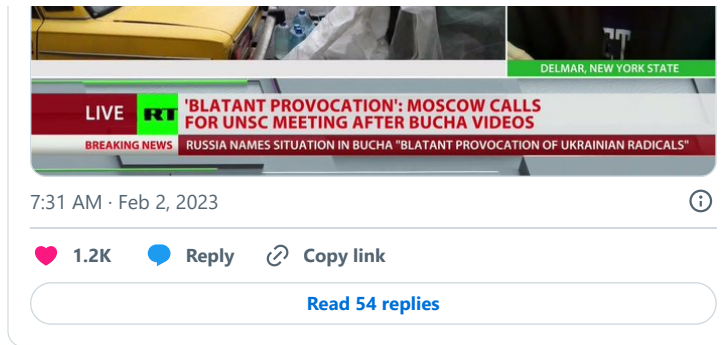 DELMAR, NEW YORK STATE
LIVE RT 'BLATANT PROVOCATION': MOSCOW CALLS
FOR UNSC MEETING AFTER BUCHA VIDEOS
BREAKING NEWS RUSSIA NAMES SITUATION IN BUCHA "BLATANT PROVOCATION OF UKRAINIAN RADICALS"
7:31 AM · Feb 2, 2023
1.2K Reply Copy link
Read 54 replies